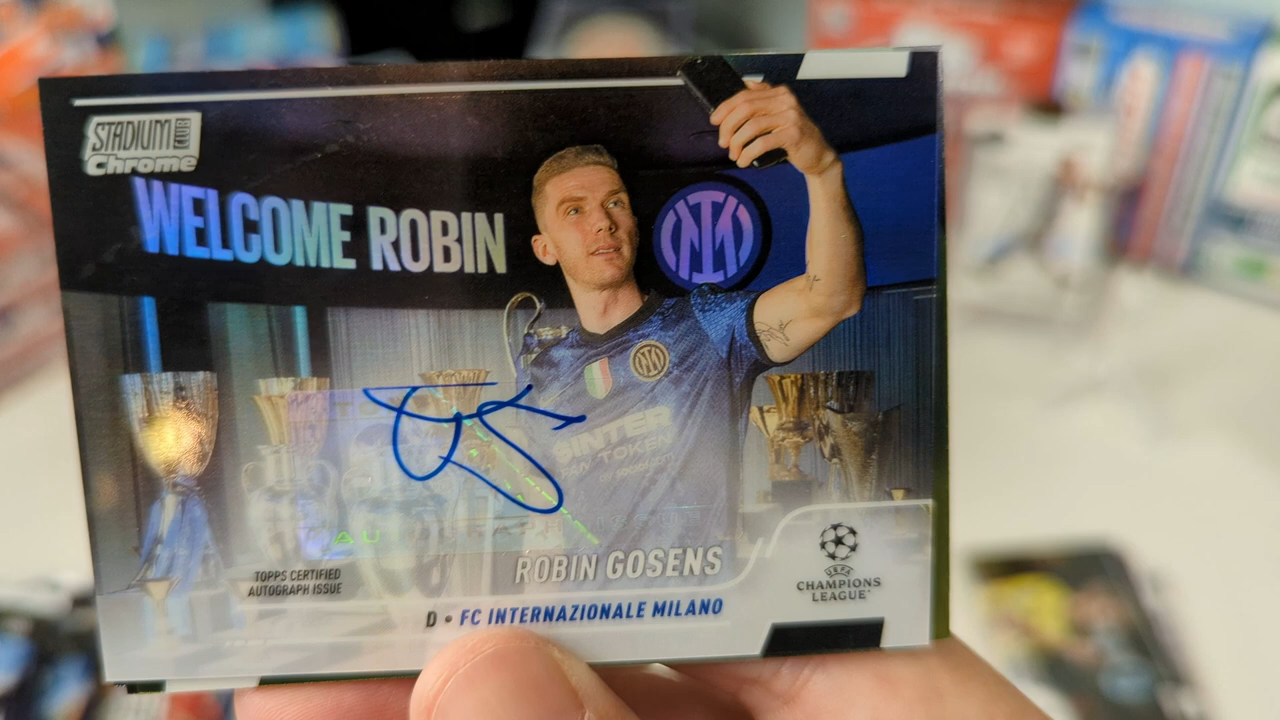 STADIUM CLUB
Chrome
WELCOME ROBIN
TOPPS CERTIFIED
AUTOGRAPH ISSUE
ROBIN GOSENS
D • FC INTERNAZIONALE MILANO
UEFA
CHAMPIONS
LEAGUE